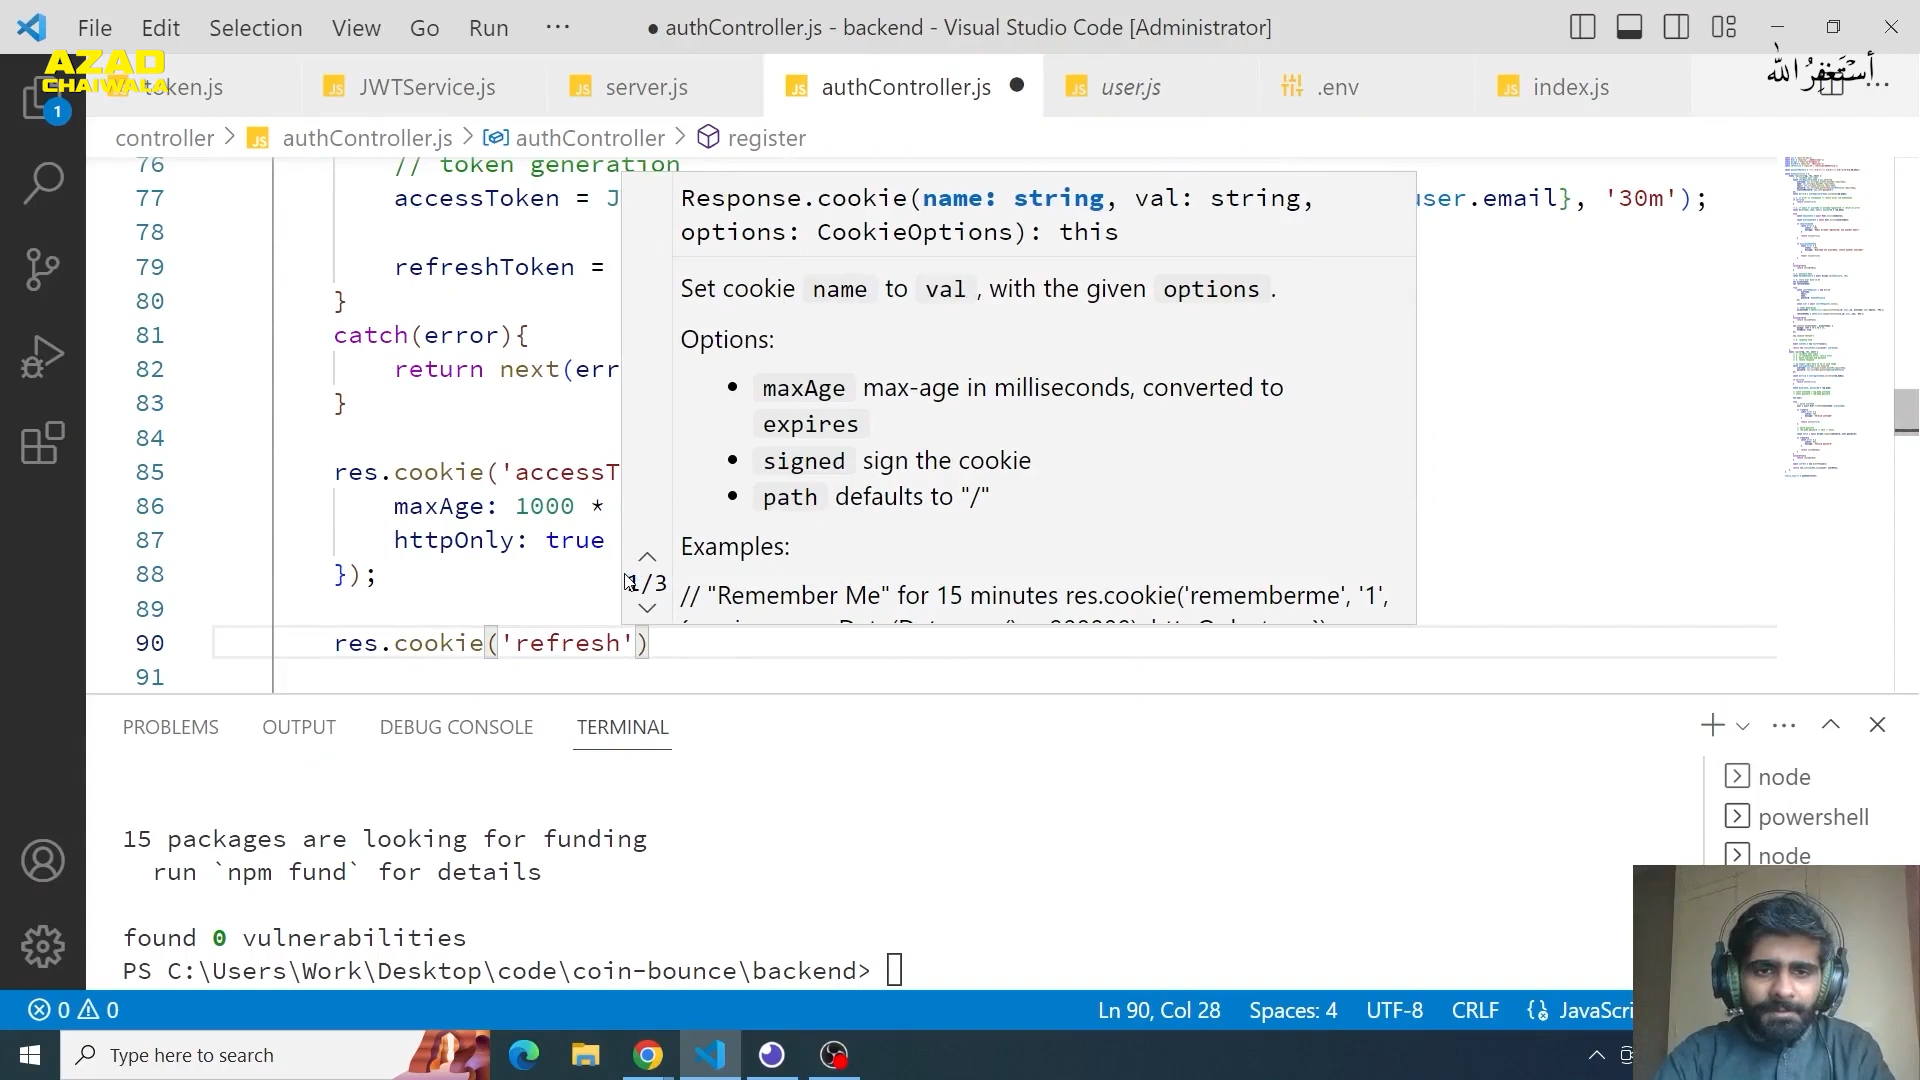 File Edit Selection View Go Run ··· ● authController.js - backend - Visual Studio Code [Administrator]
AZAD
CHAIWALA
أستغفر الله
token.js JWTService.js server.js authController.js ● user.js .env index.js
controller > authController.js > authController > register
1
76 // token generation
77 accessToken = J user.email}, '30m');
78
79 refreshToken =
80 }
81 catch(error){
82 return next(err
83 }
84
85 res.cookie('accessT
86 maxAge: 1000 *
87 httpOnly: true
88 });
89
90 res.cookie('refresh')
91
Response.cookie(name: string, val: string,
options: CookieOptions): this
Set cookie name to val , with the given options .
Options:
• maxAge max-age in milliseconds, converted to
expires
• signed sign the cookie
• path defaults to "/"
Examples:
1/3
// "Remember Me" for 15 minutes res.cookie('rememberme', '1',
PROBLEMS OUTPUT DEBUG CONSOLE TERMINAL
node
powershell
node
15 packages are looking for funding
run `npm fund` for details
found 0 vulnerabilities
PS C:\Users\Work\Desktop\code\coin-bounce\backend>
0 0 Ln 90, Col 28 Spaces: 4 UTF-8 CRLF JavaScri
Type here to search